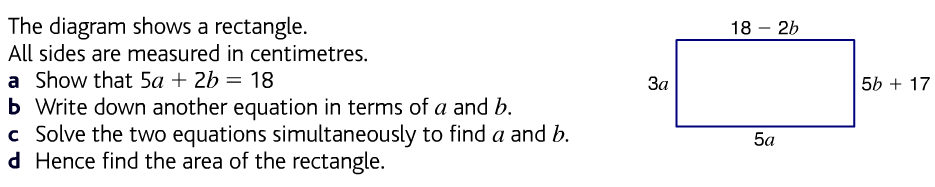 The diagram shows a rectangle.
All sides are measured in centimetres.
a Show that 5a + 2b = 18
b Write down another equation in terms of a and b.
c Solve the two equations simultaneously to find a and b.
d Hence find the area of the rectangle.
18 − 2b
3a
5b + 17
5a